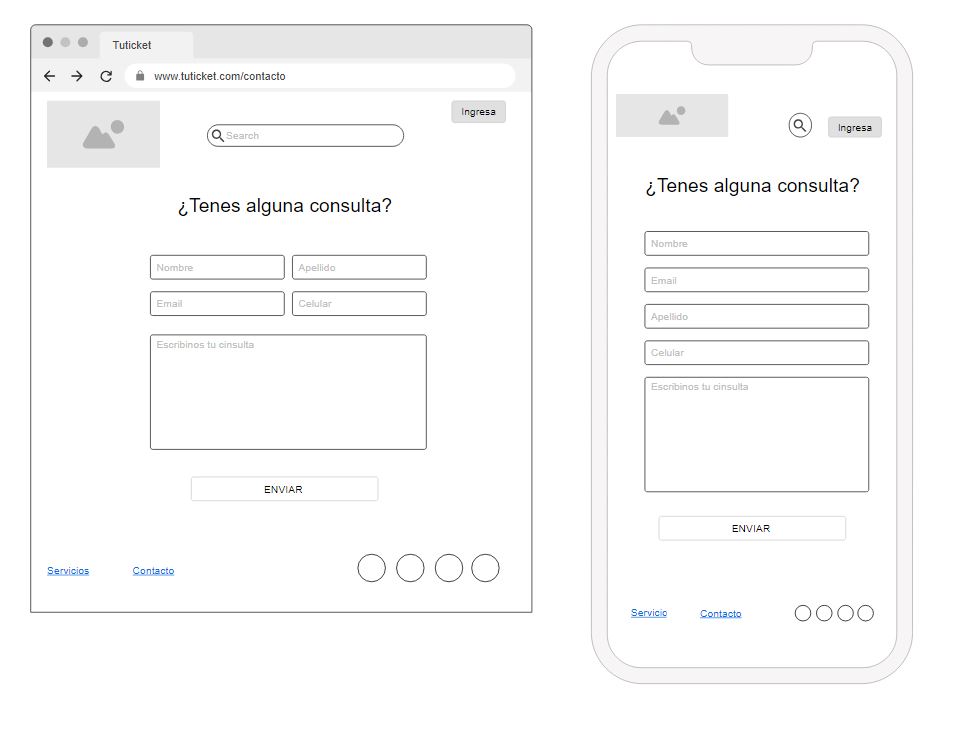 Tuticket
www.tuticket.com/contacto
Ingresa
Search
¿Tenes alguna consulta?
Nombre
Apellido
Email
Celular
Escribinos tu cinsulta
ENVIAR
Servicios
Contacto
Ingresa
¿Tenes alguna consulta?
Nombre
Email
Apellido
Celular
Escribinos tu cinsulta
ENVIAR
Servicio
Contacto